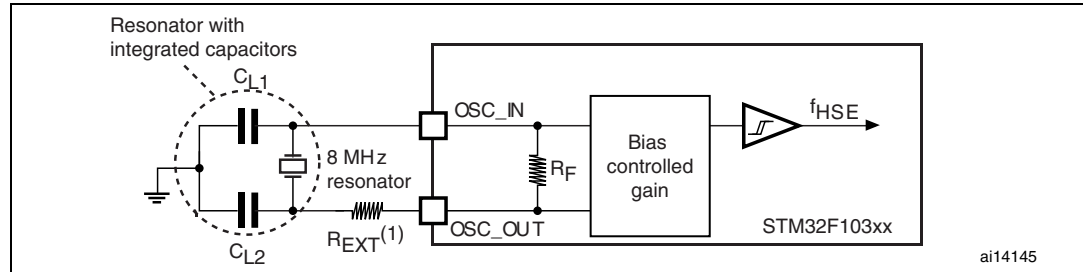 Resonator with
integrated capacitors
CL1
OSC_IN
fHSE
8 MHz
resonator
RF
Bias
controlled
gain
REXT(1)
OSC_OUT
STM32F103xx
CL2
ai14145